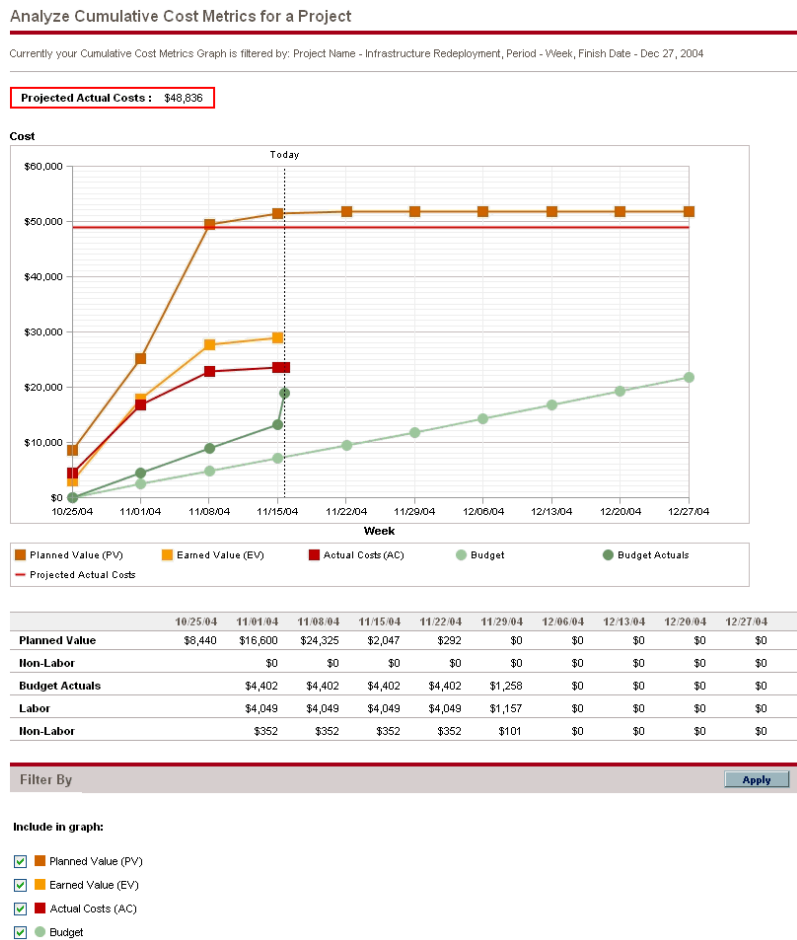 Analyze Cumulative Cost Metrics for a Project
Currently your Cumulative Cost Metrics Graph is filtered by: Project Name - Infrastructure Redeployment, Period - Week, Finish Date - Dec 27, 2004
Projected Actual Costs : $48,836
Cost
Today
$60,000
$50,000
$40,000
$30,000
$20,000
$10,000
$0
10/25/04 11/01/04 11/08/04 11/15/04 11/22/04 11/29/04 12/06/04 12/13/04 12/20/04 12/27/04
Week
Planned Value (PV) Earned Value (EV) Actual Costs (AC) Budget Budget Actuals
Projected Actual Costs
10/25/04 11/01/04 11/08/04 11/15/04 11/22/04 11/29/04 12/06/04 12/13/04 12/20/04 12/27/04
Planned Value $8,440 $16,600 $24,325 $2,047 $292 $0 $0 $0 $0 $0
Non-Labor $0 $0 $0 $0 $0 $0 $0 $0 $0
Budget Actuals $4,402 $4,402 $4,402 $4,402 $1,258 $0 $0 $0 $0
Labor $4,049 $4,049 $4,049 $4,049 $1,157 $0 $0 $0 $0
Non-Labor $352 $352 $352 $352 $101 $0 $0 $0 $0
Filter By Apply
Include in graph:
Planned Value (PV)
Earned Value (EV)
Actual Costs (AC)
Budget